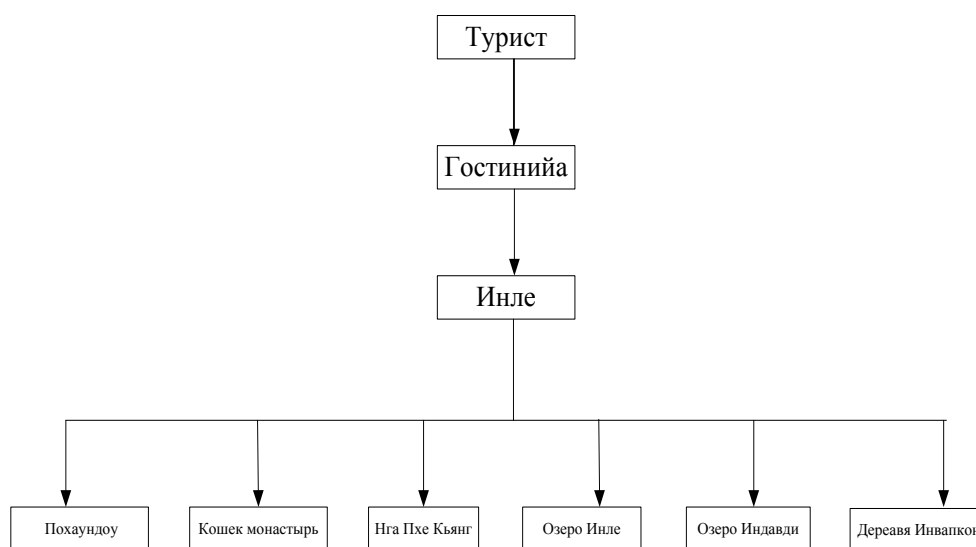 Турист
Гостинийа
Инле
Похаундоу
Кошек монастырь
Нга Пхе Кьянг
Озеро Инле
Озеро Индавди
Дереавя Инвапкон